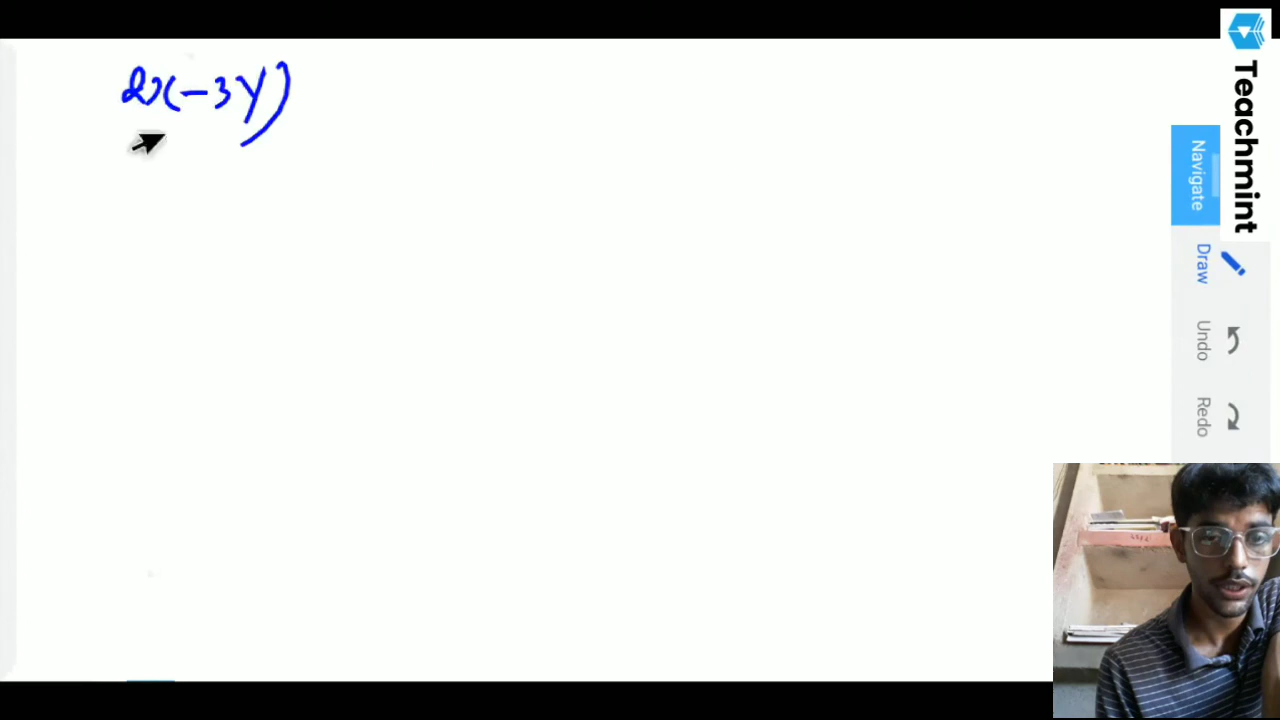 2x(-3y)
Teachmint
Navigate
Draw
Undo
Redo